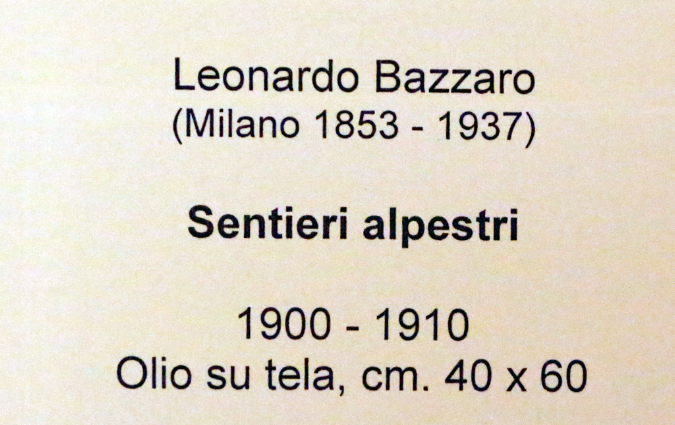 Leonardo Bazzaro
(Milano 1853 - 1937)
Sentieri alpestri
1900 - 1910
Olio su tela, cm. 40 x 60